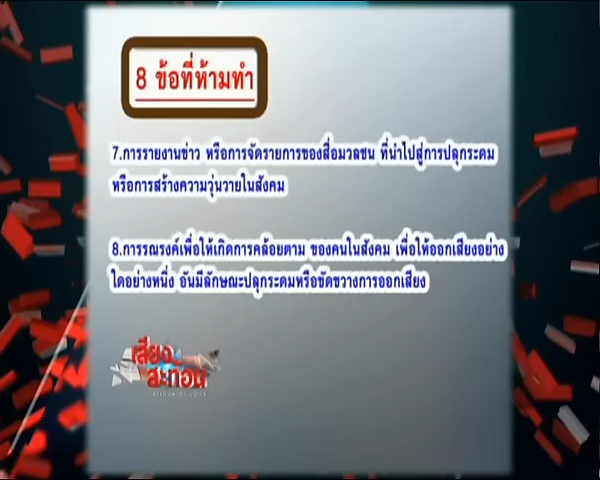 8 ข้อที่ห้ามทำ
7.การรายงานข่าว หรือการจัดรายการของสื่อมวลชน ที่นำไปสู่การปลุกระดม
หรือการสร้างความวุ่นวายในสังคม
8.การรณรงค์เพื่อให้เกิดการคล้อยตาม ของคนในสังคม เพื่อให้ออกเสียงอย่าง
ใดอย่างหนึ่ง อันมีลักษณะปลุกระดมหรือขัดขวางการออกเสียง
เสียง
สะท้อน